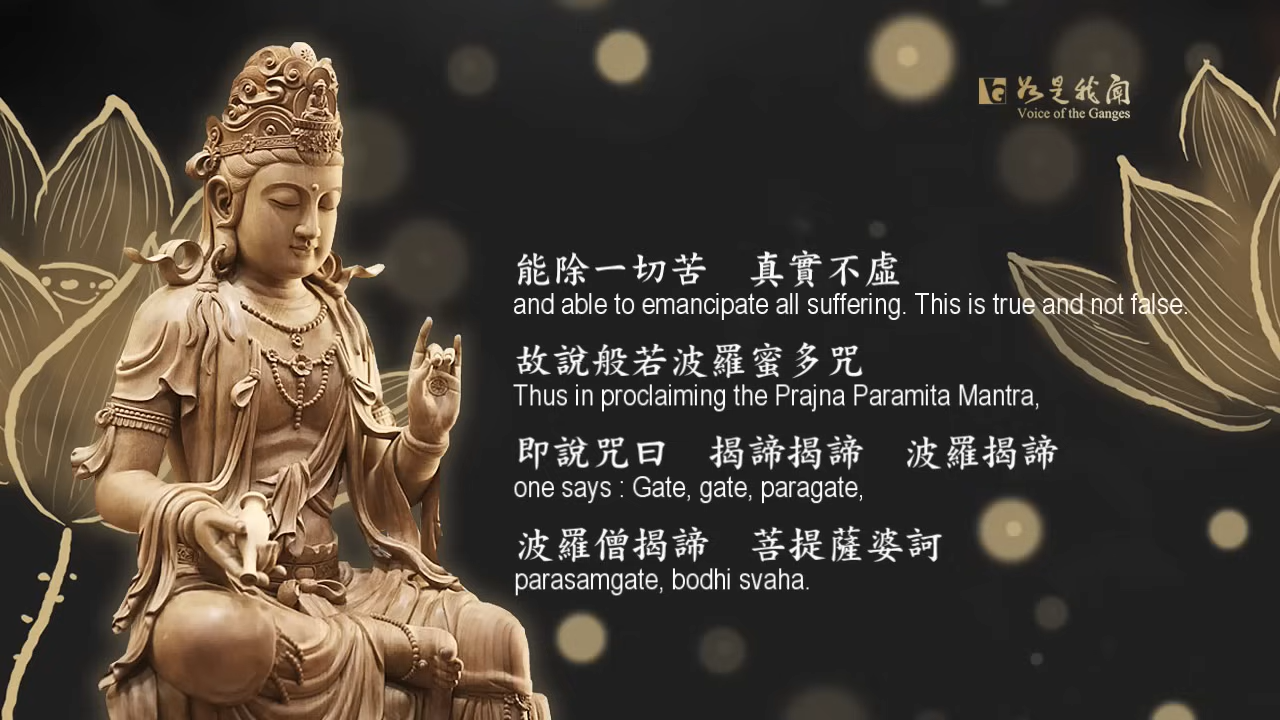 如是我聞
Voice of the Ganges
能除一切苦 真實不虛
and able to emancipate all suffering. This is true and not false.
故說般若波羅蜜多咒
Thus in proclaiming the Prajna Paramita Mantra,
即說咒曰 揭諦揭諦 波羅揭諦
one says : Gate, gate, paragate,
波羅僧揭諦 菩提薩婆訶
parasamgate, bodhi svaha.